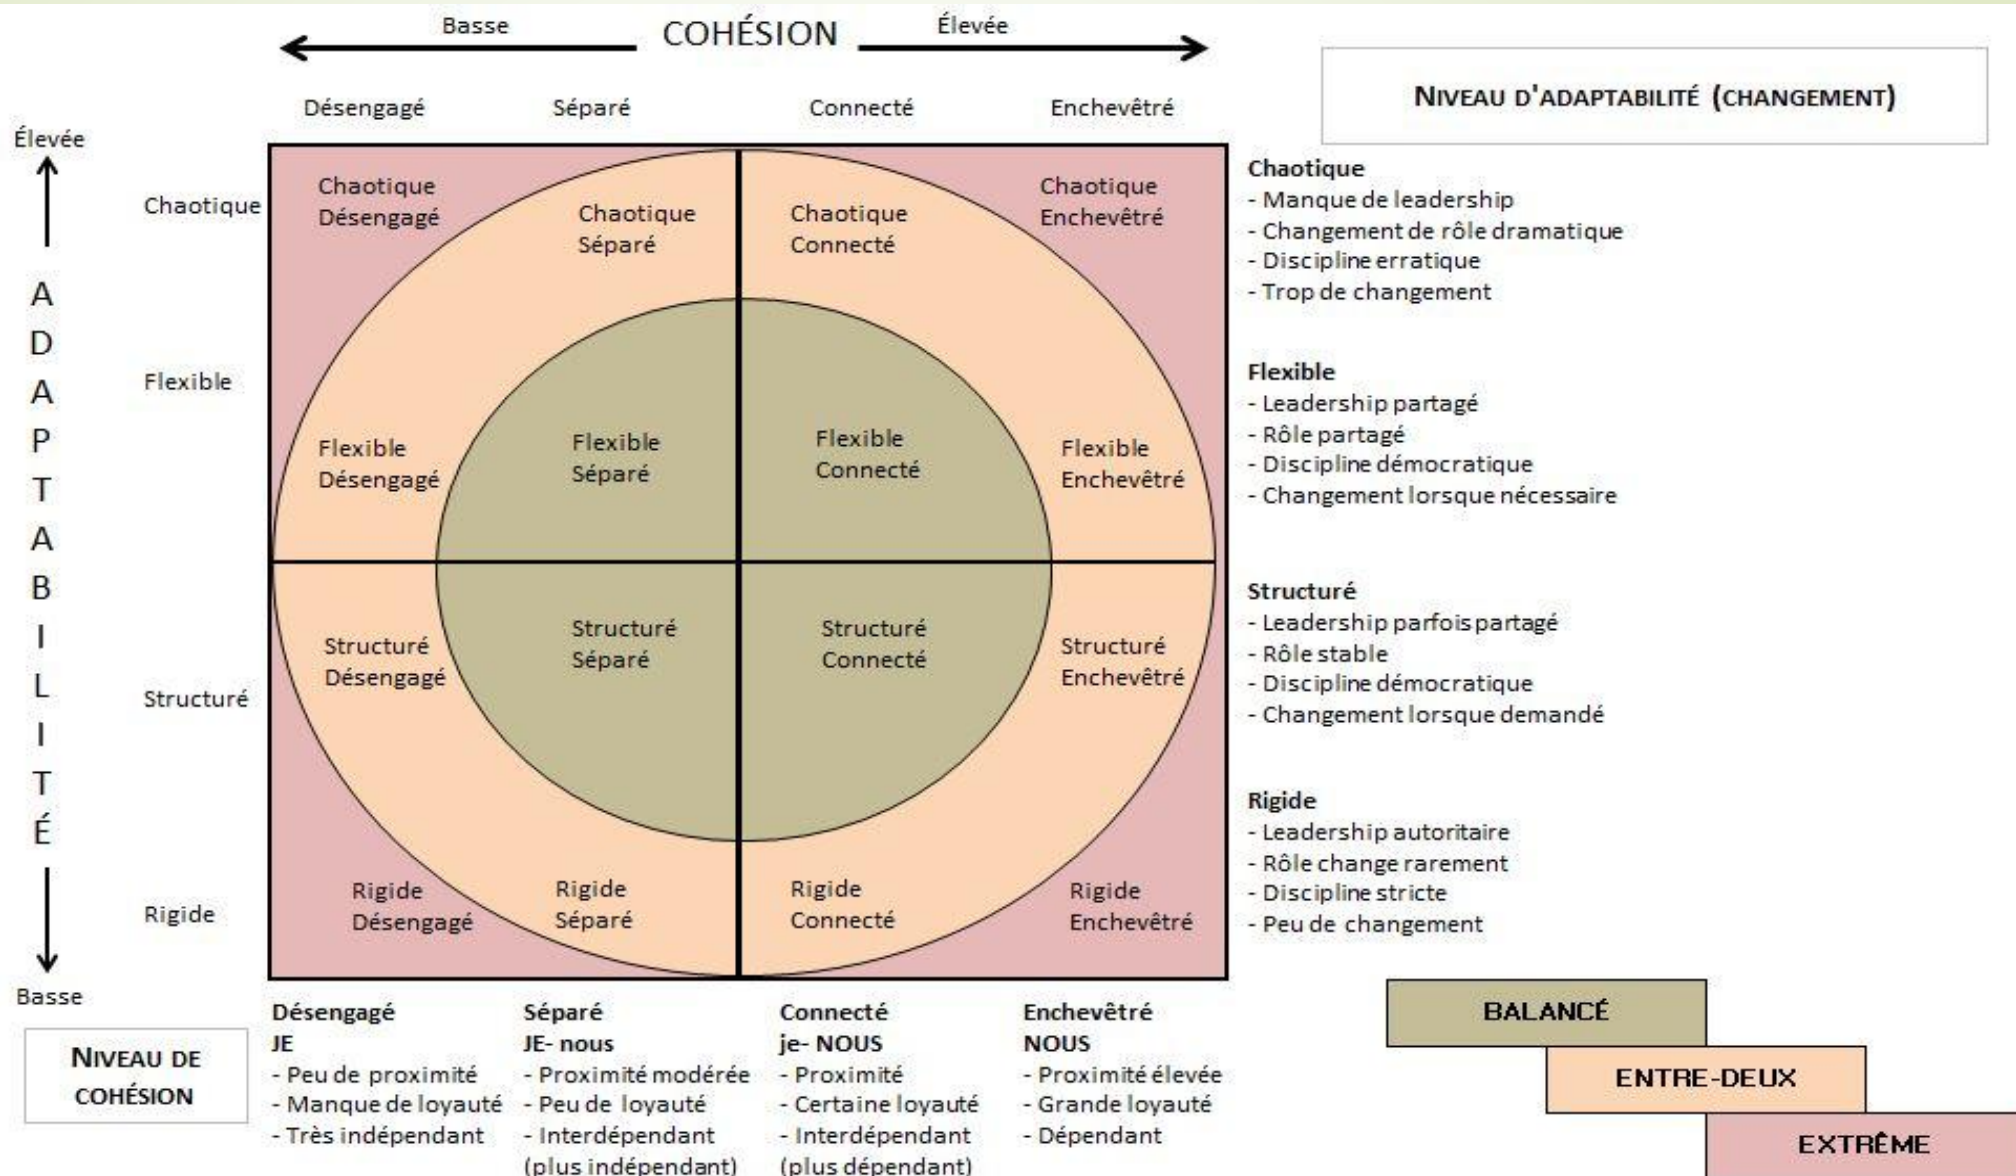 Basse COHÉSION Élevée
Désengagé Séparé Connecté Enchevêtré
NIVEAU D'ADAPTABILITÉ (CHANGEMENT)
Élevée
ADAPTABILITÉ
Basse
Chaotique
Flexible
Structuré
Rigide
Chaotique
Désengagé
Chaotique
Séparé
Chaotique
Connecté
Chaotique
Enchevêtré
Flexible
Désengagé
Flexible
Séparé
Flexible
Connecté
Flexible
Enchevêtré
Structuré
Désengagé
Structuré
Séparé
Structuré
Connecté
Structuré
Enchevêtré
Rigide
Désengagé
Rigide
Séparé
Rigide
Connecté
Rigide
Enchevêtré
Chaotique
- Manque de leadership
- Changement de rôle dramatique
- Discipline erratique
- Trop de changement
Flexible
- Leadership partagé
- Rôle partagé
- Discipline démocratique
- Changement lorsque nécessaire
Structuré
- Leadership parfois partagé
- Rôle stable
- Discipline démocratique
- Changement lorsque demandé
Rigide
- Leadership autoritaire
- Rôle change rarement
- Discipline stricte
- Peu de changement
NIVEAU DE
COHÉSION
Désengagé
JE
- Peu de proximité
- Manque de loyauté
- Très indépendant
Séparé
JE- nous
- Proximité modérée
- Peu de loyauté
- Interdépendant
(plus indépendant)
Connecté
je- NOUS
- Proximité
- Certaine loyauté
- Interdépendant
(plus dépendant)
Enchevêtré
NOUS
- Proximité élevée
- Grande loyauté
- Dépendant
BALANCÉ
ENTRE-DEUX
EXTRÊME